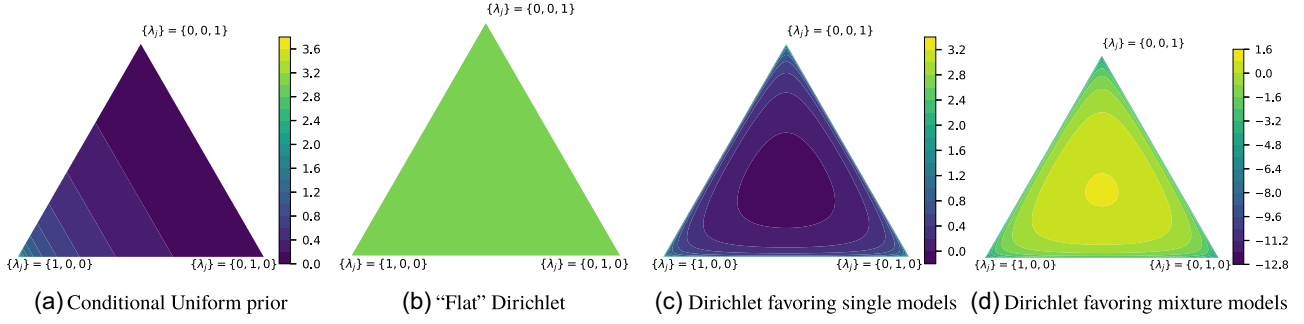 {λj} = {0, 0, 1}
3.6
3.2
2.8
2.4
2.0
1.6
1.2
0.8
0.4
0.0
{λj} = {1, 0, 0}
{λj} = {0, 1, 0}
(a) Conditional Uniform prior
{λj} = {0, 0, 1}
{λj} = {1, 0, 0}
{λj} = {0, 1, 0}
(b) “Flat” Dirichlet
{λj} = {0, 0, 1}
3.2
2.8
2.4
2.0
1.6
1.2
0.8
0.4
0.0
{λj} = {1, 0, 0}
{λj} = {0, 1, 0}
(c) Dirichlet favoring single models
{λj} = {0, 0, 1}
1.6
0.0
−1.6
−3.2
−4.8
−6.4
−8.0
−9.6
−11.2
−12.8
{λj} = {1, 0, 0}
{λj} = {0, 1, 0}
(d) Dirichlet favoring mixture models